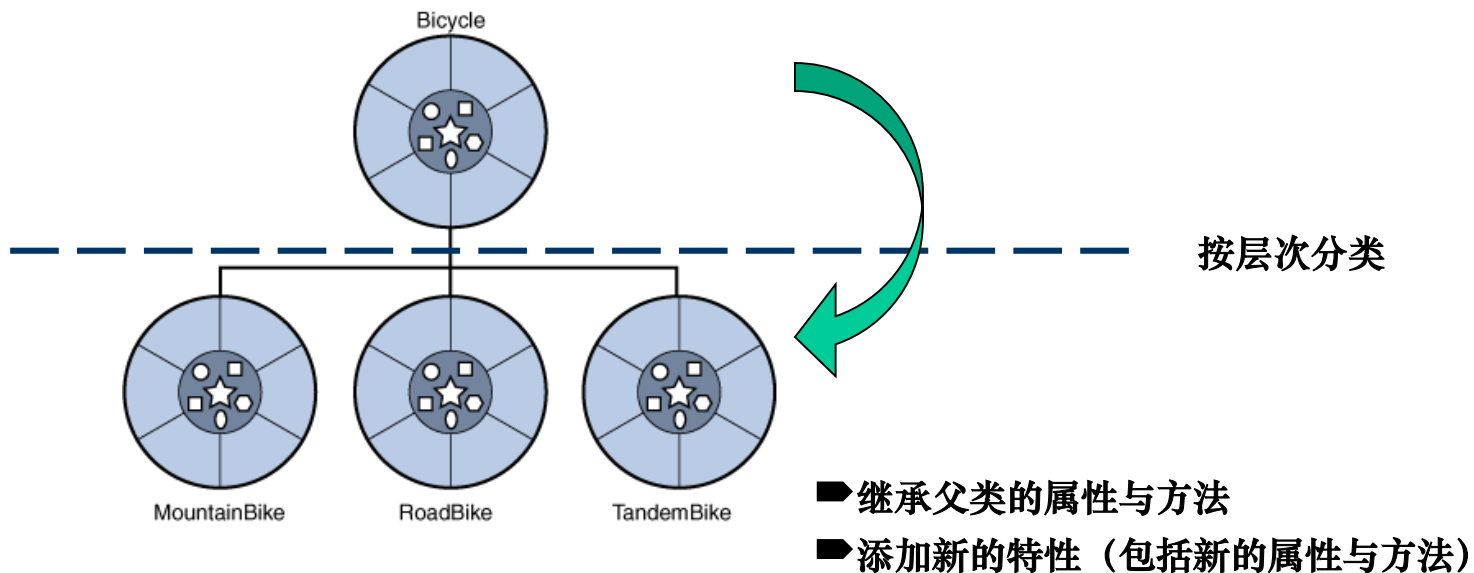 Bicycle
按层次分类
MountainBike
RoadBike
TandemBike
继承父类的属性与方法
添加新的特性（包括新的属性与方法）